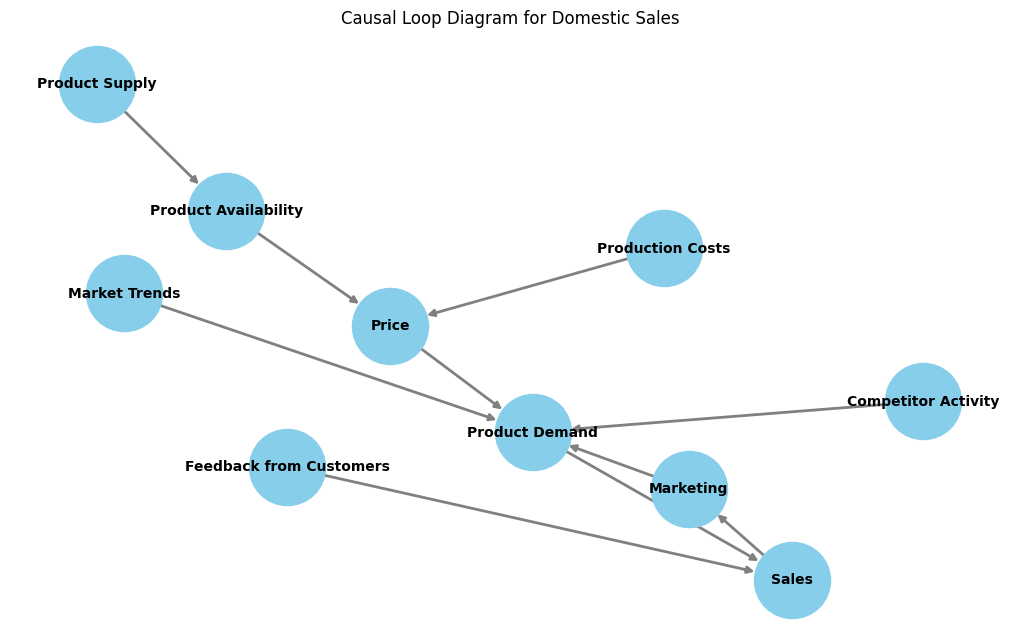 Causal Loop Diagram for Domestic Sales
Product Supply
Product Availability
Production Costs
Market Trends
Price
Competitor Activity
Product Demand
Feedback from Customers
Marketing
Sales